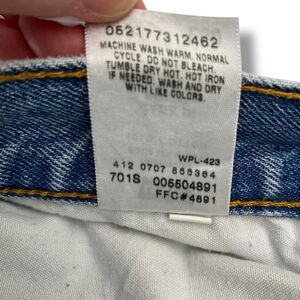 052177312462
MACHINE WASH WARM, NORMAL
CYCLE. DO NOT BLEACH.
TUMBLE DRY HOT. HOT IRON
IF NEEDED. WASH AND DRY
WITH LIKE COLORS.
WPL-423
412 0707 866364
701S 005504891
FFC#4891